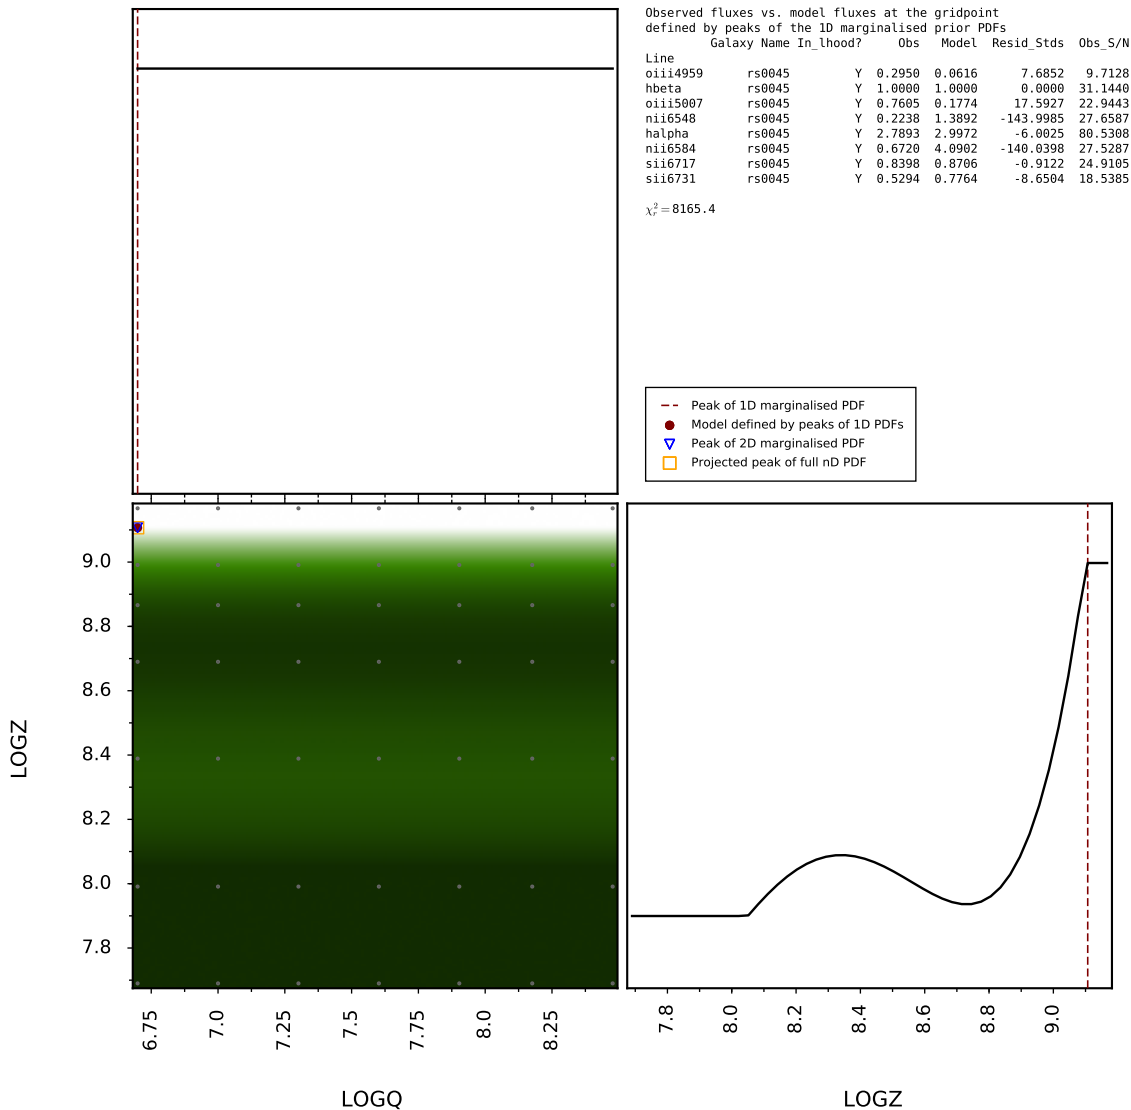 Observed fluxes vs. model fluxes at the gridpoint
defined by peaks of the 1D marginalised prior PDFs
Galaxy Name In_lhood? Obs Model Resid_Stds Obs_S/N
Line
oiii4959 rs0045 Y 0.2950 0.0616 7.6852 9.7128
hbeta rs0045 Y 1.0000 1.0000 0.0000 31.1440
oiii5007 rs0045 Y 0.7605 0.1774 17.5927 22.9443
nii6548 rs0045 Y 0.2238 1.3892 -143.9985 27.6587
halpha rs0045 Y 2.7893 2.9972 -6.0025 80.5308
nii6584 rs0045 Y 0.6720 4.0902 -140.0398 27.5287
sii6717 rs0045 Y 0.8398 0.8706 -0.9122 24.9105
sii6731 rs0045 Y 0.5294 0.7764 -8.6504 18.5385
χ²ᵣ = 8165.4
Peak of 1D marginalised PDF
Model defined by peaks of 1D PDFs
Peak of 2D marginalised PDF
Projected peak of full nD PDF
9.0
8.8
8.6
8.4
8.2
8.0
7.8
LOGZ
6.75 7.0 7.25 7.5 7.75 8.0 8.25
LOGQ
7.8 8.0 8.2 8.4 8.6 8.8 9.0
LOGZ